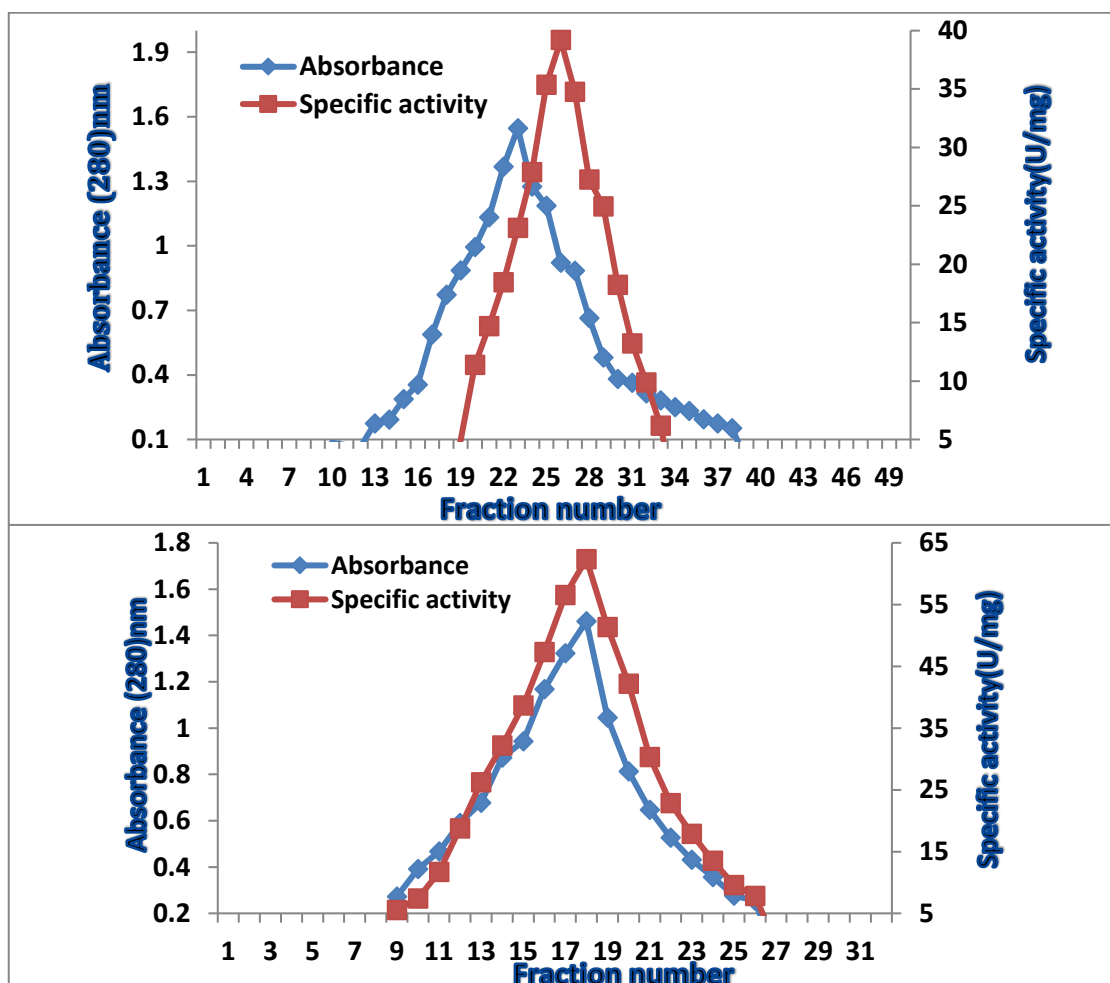 Absorbance (280)nm
1.9
1.6
1.3
1
0.7
0.4
0.1
Absorbance
Specific activity
40
35
30
25
20
15
10
5
Specific activity(U/mg)
1 4 7 10 13 16 19 22 25 28 31 34 37 40 43 46 49
Fraction number
Absorbance (280)nm
1.8
1.6
1.4
1.2
1
0.8
0.6
0.4
0.2
Absorbance
Specific activity
65
55
45
35
25
15
5
Specific activity(U/mg)
1 3 5 7 9 11 13 15 17 19 21 23 25 27 29 31
Fraction number